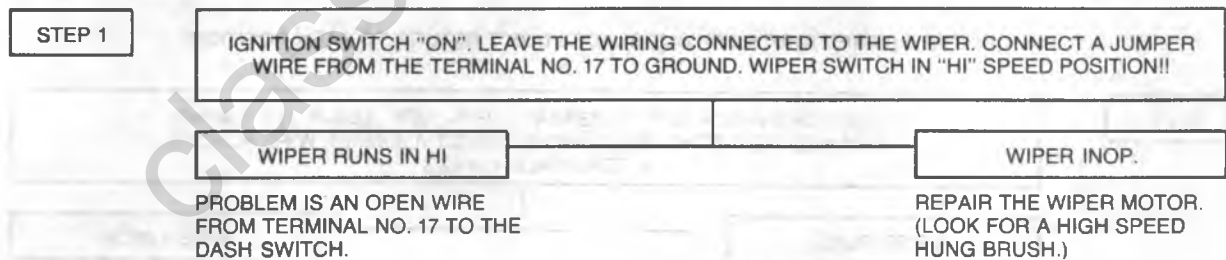 STEP 1
IGNITION SWITCH "ON". LEAVE THE WIRING CONNECTED TO THE WIPER. CONNECT A JUMPER
WIRE FROM THE TERMINAL NO. 17 TO GROUND. WIPER SWITCH IN "HI" SPEED POSITION!!
WIPER RUNS IN HI
WIPER INOP.
PROBLEM IS AN OPEN WIRE
FROM TERMINAL NO. 17 TO THE
DASH SWITCH.
REPAIR THE WIPER MOTOR.
(LOOK FOR A HIGH SPEED
HUNG BRUSH.)